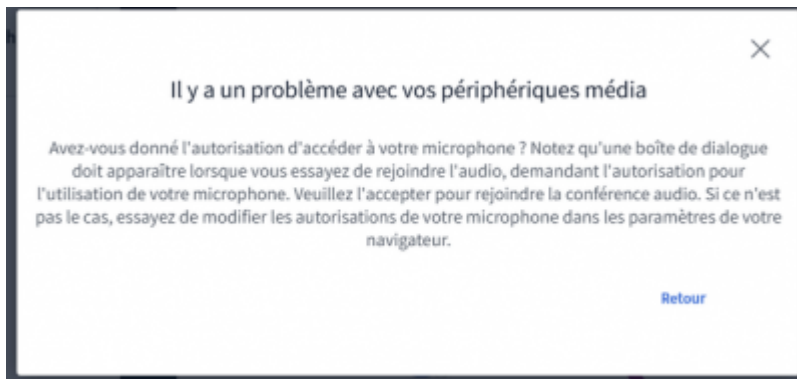 Il y a un problème avec vos périphériques média
Avez-vous donné l'autorisation d'accéder à votre microphone ? Notez qu'une boîte de dialogue
doit apparaître lorsque vous essayez de rejoindre l'audio, demandant l'autorisation pour
l'utilisation de votre microphone. Veuillez l'accepter pour rejoindre la conférence audio. Si ce n'est
pas le cas, essayez de modifier les autorisations de votre microphone dans les paramètres de votre
navigateur.
Retour